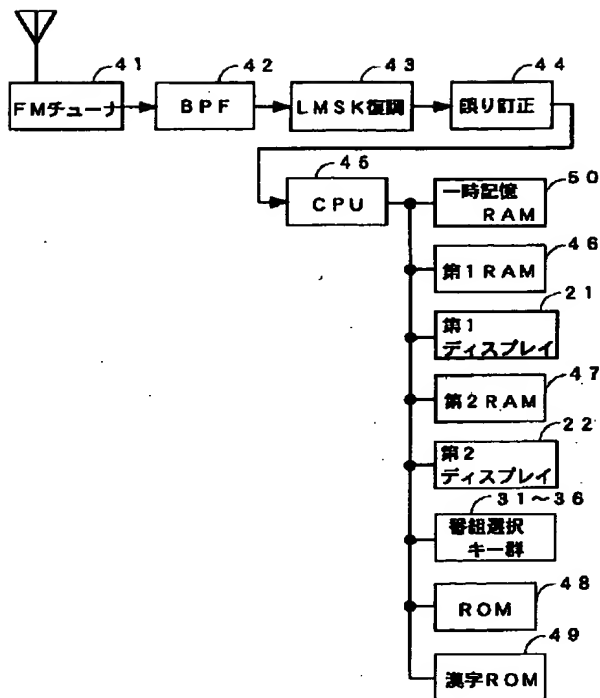 41
42
43
44
FMチューナ
BPF
LMSK復調
誤り訂正
45
CPU
50
一時記憶
RAM
46
第1RAM
21
第1
ディスプレイ
47
第2RAM
22
第2
ディスプレイ
31~36
番組選択
キー群
48
ROM
49
漢字ROM